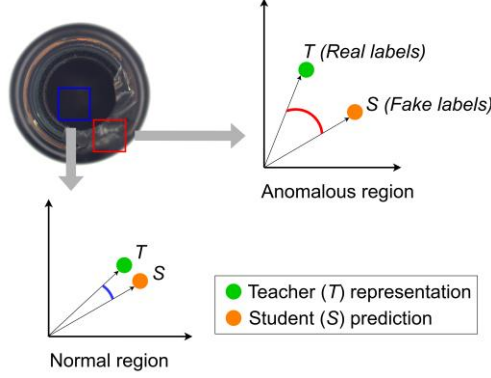 T (Real labels)
S (Fake labels)
Anomalous region
T
S
Normal region
Teacher (T) representation
Student (S) prediction